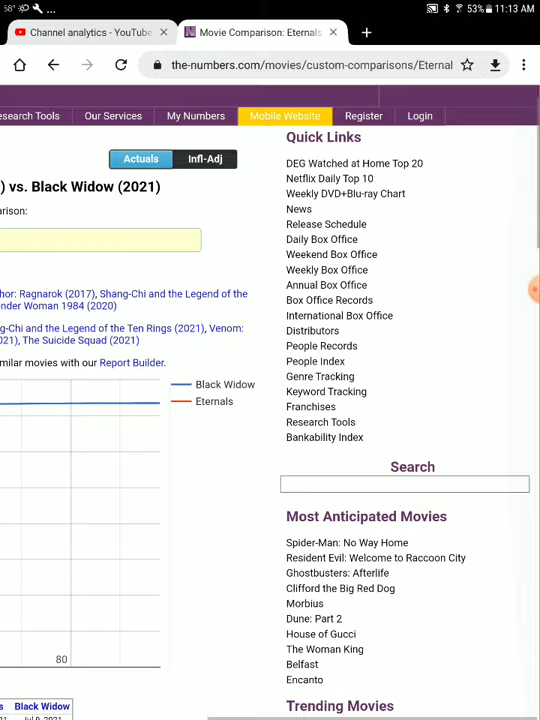 58° ... 53% 11:13 AM
Channel analytics - YouTube × Movie Comparison: Eternals × +
the-numbers.com/movies/custom-comparisons/Eternal
esearch Tools Our Services My Numbers Mobile Website Register Login
Actuals Infl-Adj
) vs. Black Widow (2021)
arison:
hor: Ragnarok (2017), Shang-Chi and the Legend of the
nder Woman 1984 (2020)
g-Chi and the Legend of the Ten Rings (2021), Venom:
021), The Suicide Squad (2021)
milar movies with our Report Builder.
Black Widow
Eternals
80
s Black Widow
21 Jul 9, 2021
Quick Links
DEG Watched at Home Top 20
Netflix Daily Top 10
Weekly DVD+Blu-ray Chart
News
Release Schedule
Daily Box Office
Weekend Box Office
Weekly Box Office
Annual Box Office
Box Office Records
International Box Office
Distributors
People Records
People Index
Genre Tracking
Keyword Tracking
Franchises
Research Tools
Bankability Index
Search
Most Anticipated Movies
Spider-Man: No Way Home
Resident Evil: Welcome to Raccoon City
Ghostbusters: Afterlife
Clifford the Big Red Dog
Morbius
Dune: Part 2
House of Gucci
The Woman King
Belfast
Encanto
Trending Movies